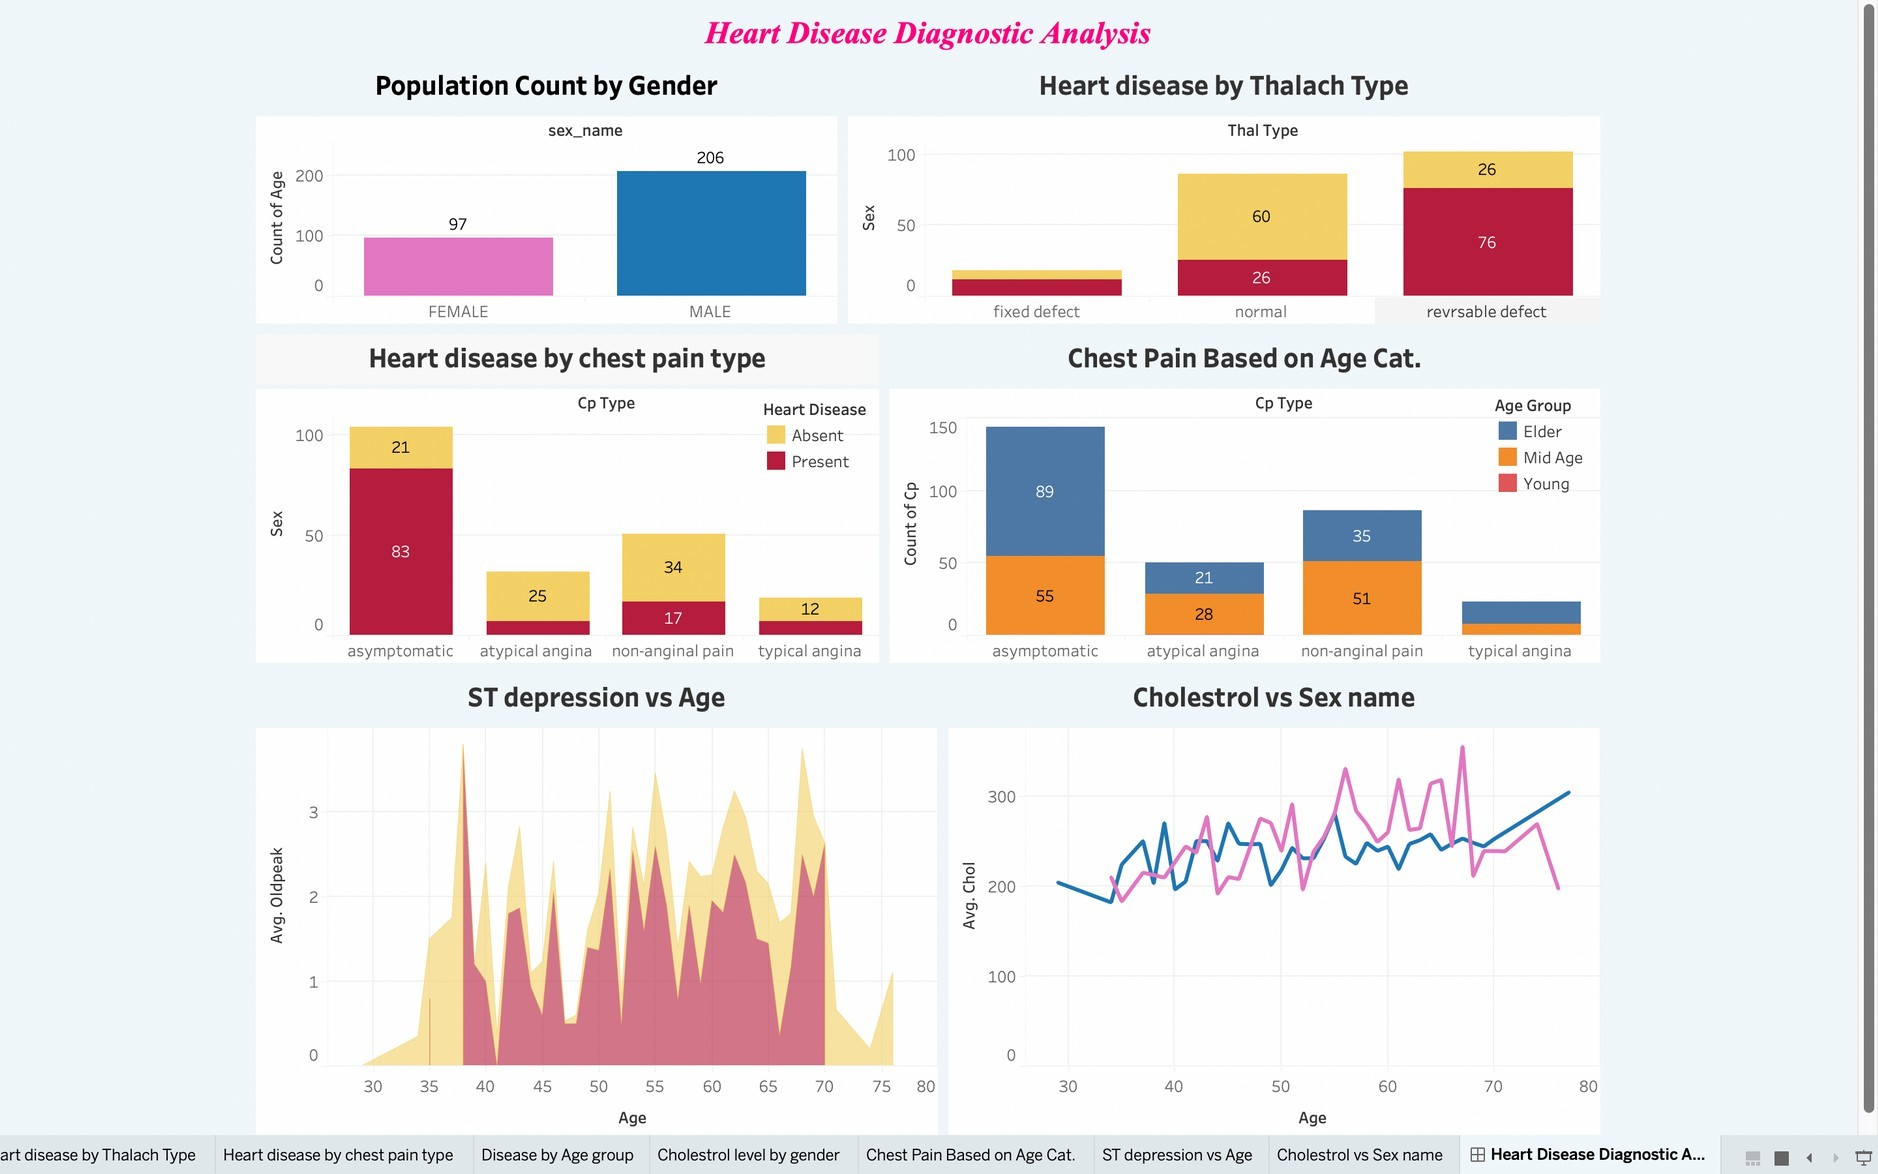 Heart Disease Diagnostic Analysis
Population Count by Gender
sex_name
Count of Age
200
100
0
97
206
FEMALE MALE
Heart disease by Thalach Type
Thal Type
Sex
100
50
0
60
26
26
76
fixed defect normal revrsable defect
Heart disease by chest pain type
Cp Type
Heart Disease
Absent
Present
Sex
100
50
0
21
83
25
34
17
12
asymptomatic atypical angina non-anginal pain typical angina
Chest Pain Based on Age Cat.
Cp Type
Age Group
Elder
Mid Age
Young
Count of Cp
150
100
50
0
89
55
21
28
35
51
asymptomatic atypical angina non-anginal pain typical angina
ST depression vs Age
Avg. Oldpeak
3
2
1
0
30 35 40 45 50 55 60 65 70 75 80
Age
Cholestrol vs Sex name
Avg. Chol
300
200
100
0
30 40 50 60 70 80
Age
art disease by Thalach Type Heart disease by chest pain type Disease by Age group Cholestrol level by gender Chest Pain Based on Age Cat. ST depression vs Age Cholestrol vs Sex name Heart Disease Diagnostic A...